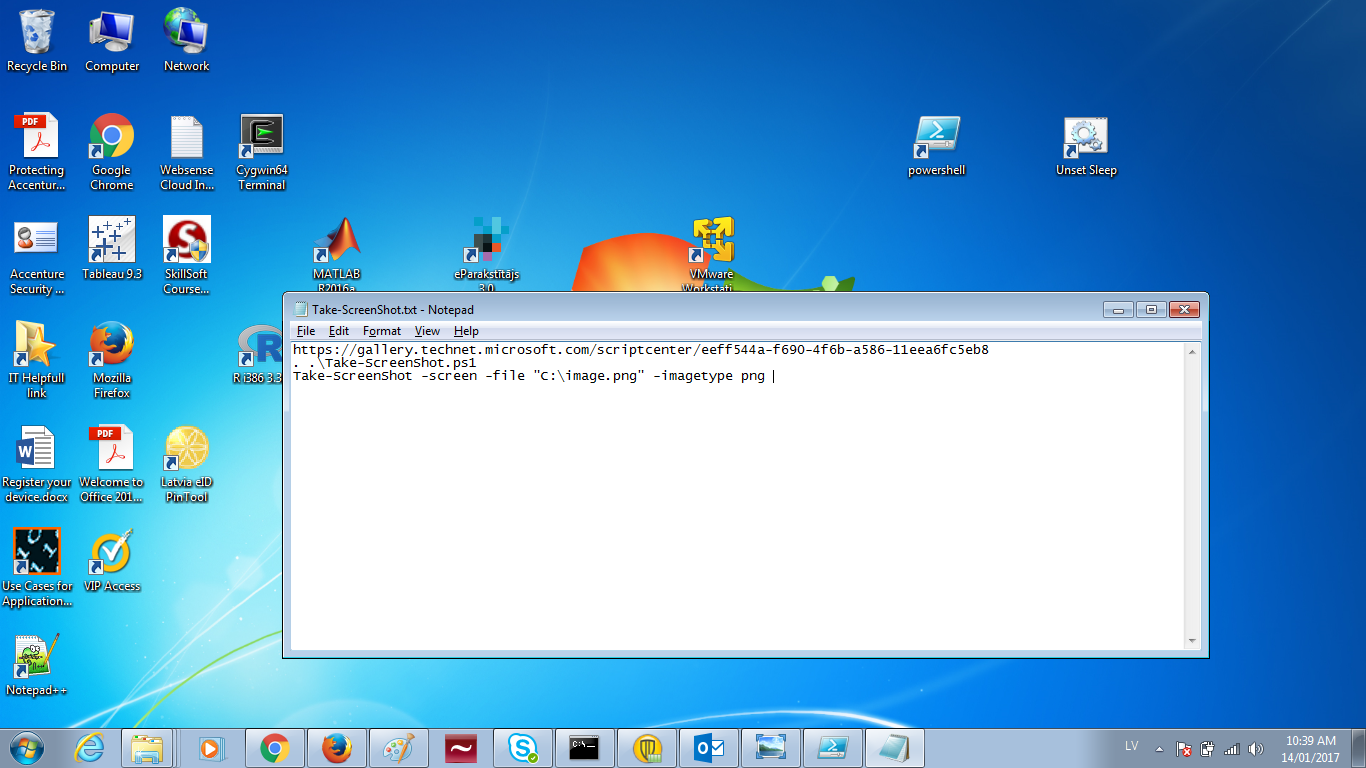 Recycle Bin
Computer
Network
Protecting
Accentur...
Google
Chrome
Websense
Cloud In...
Cygwin64
Terminal
powershell
Unset Sleep
Accenture
Security ...
Tableau 9.3
SkillSoft
Course...
MATLAB
R2016a
eParakstītājs
3.0
VMware
Workstati...
IT Helpfull
link
Mozilla
Firefox
R i386 3.3
Register your
device.docx
Welcome to
Office 201...
Latvia eID
PinTool
Use Cases for
Application...
VIP Access
Notepad++
Take-ScreenShot.txt - Notepad
File Edit Format View Help
https://gallery.technet.microsoft.com/scriptcenter/eeff544a-f690-4f6b-a586-11eea6fc5eb8
. .\Take-ScreenShot.ps1
Take-ScreenShot -screen -file "C:\image.png" -imagetype png
LV
10:39 AM
14/01/2017